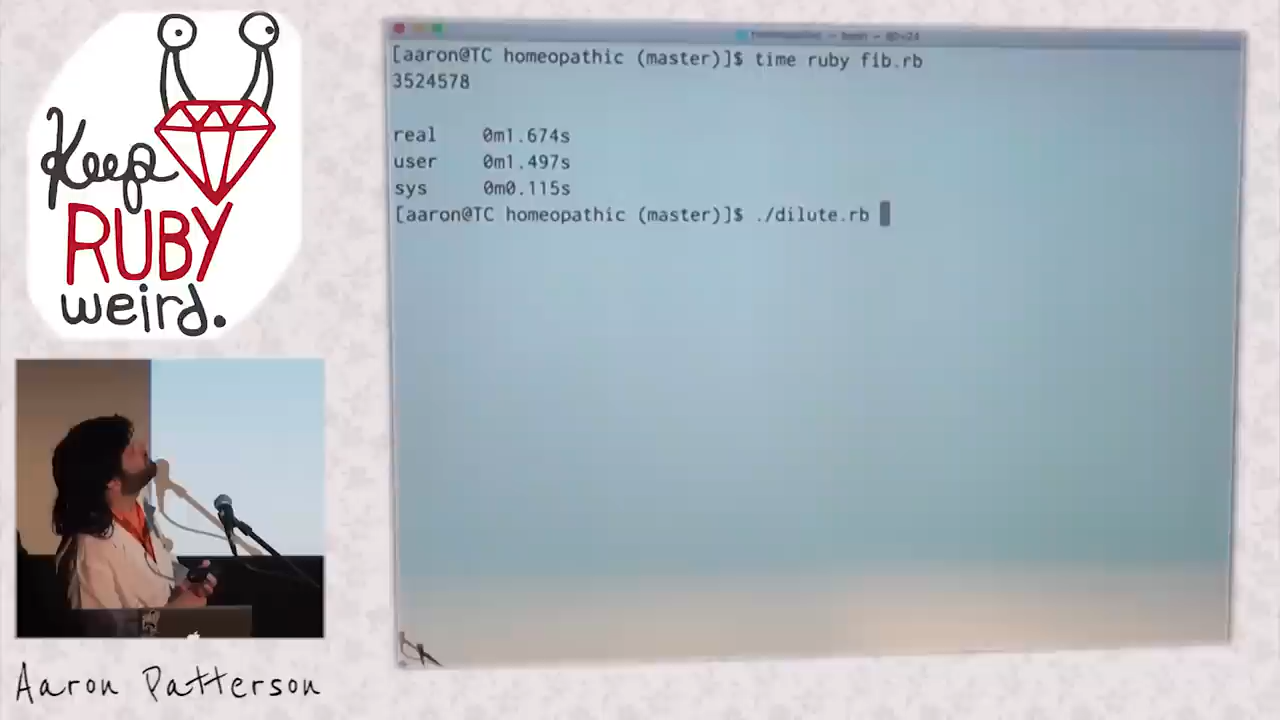 Keep
RUBY
weird.
Aaron Patterson
[aaron@TC homeopathic (master)]$ time ruby fib.rb
3524578
real 0m1.674s
user 0m1.497s
sys 0m0.115s
[aaron@TC homeopathic (master)]$ ./dilute.rb